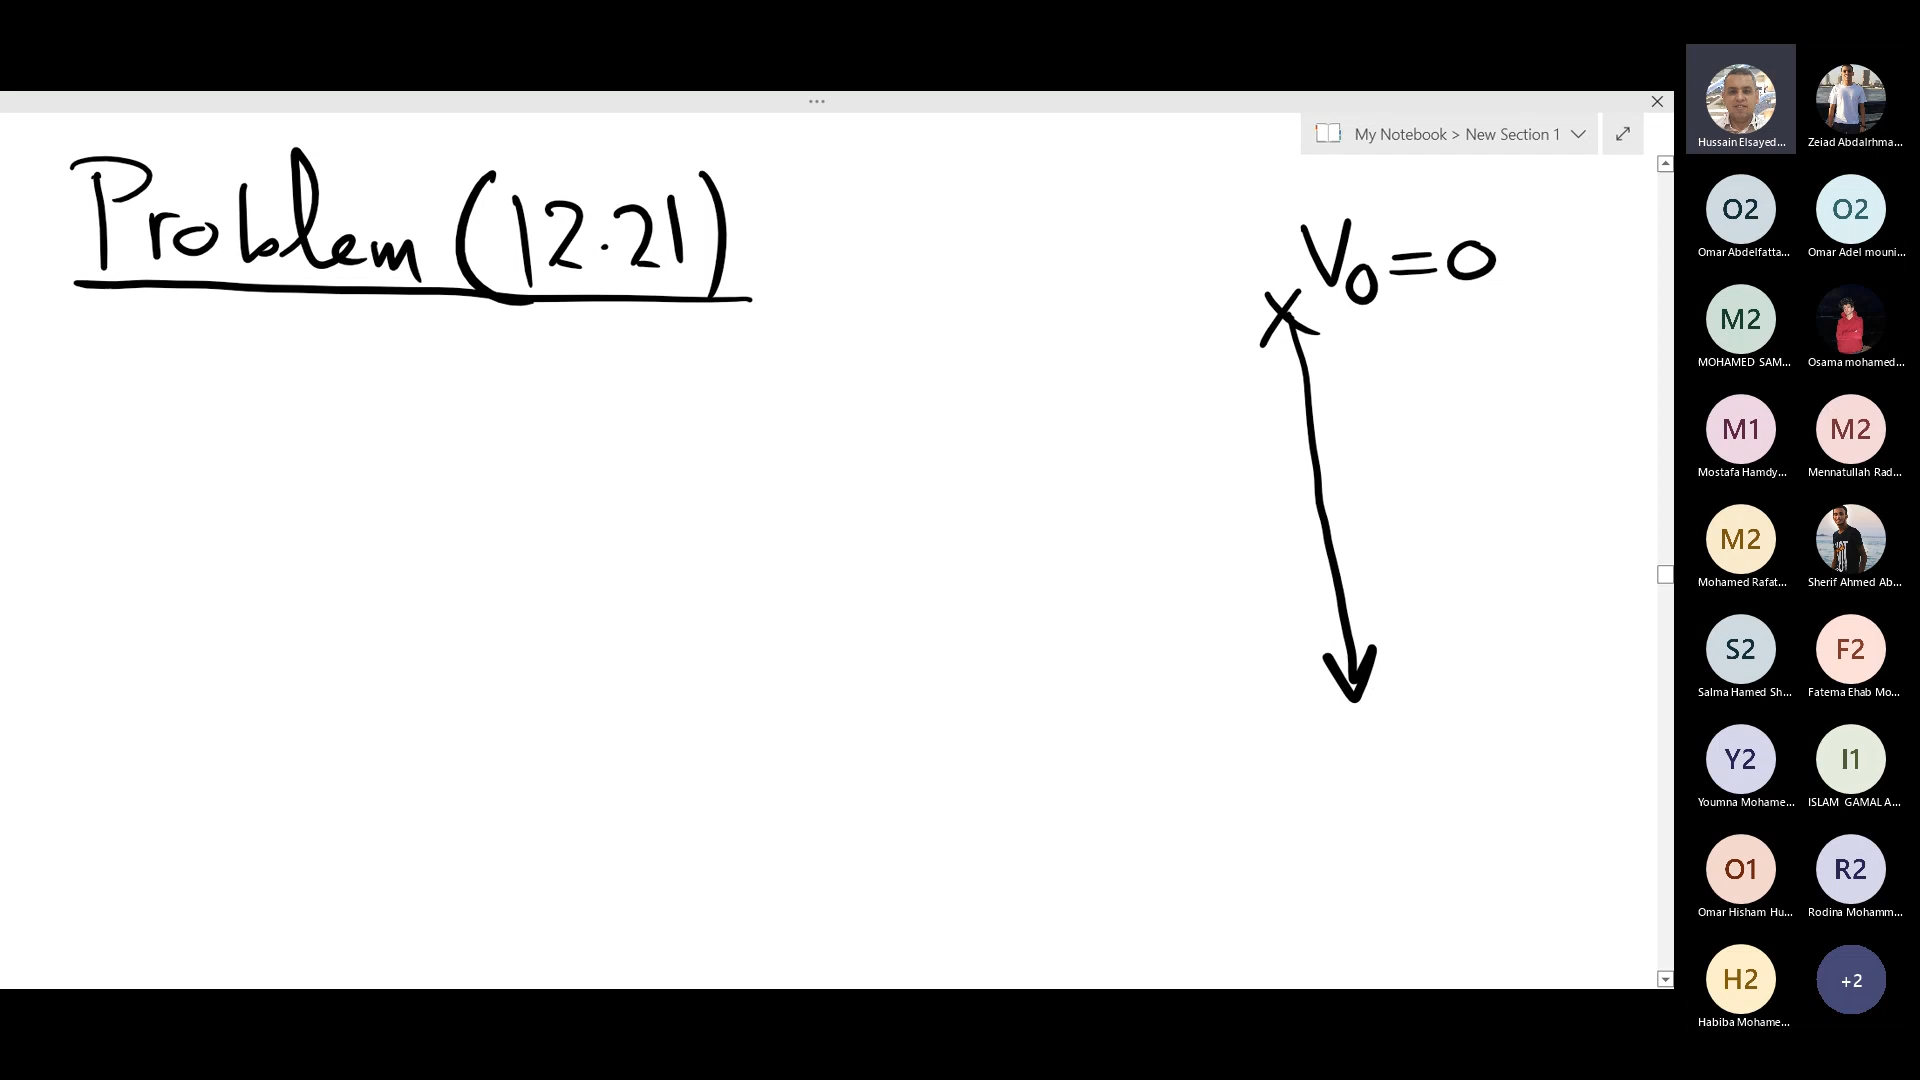 ...
My Notebook > New Section 1
Problem (12.21)
V0=0
Hussain Elsayed...
Zeiad Abdalrhma...
O2
O2
Omar Abdelfatta...
Omar Adel mouni...
M2
MOHAMED SAM...
Osama mohamed...
M1
M2
Mostafa Hamdy...
Mennatullah Rad...
M2
Mohamed Rafat...
Sherif Ahmed Ab...
S2
F2
Salma Hamed Sh...
Fatema Ehab Mo...
Y2
I1
Youmna Mohame...
ISLAM GAMAL A...
O1
R2
Omar Hisham Hu...
Rodina Mohamm...
H2
+2
Habiba Mohame...